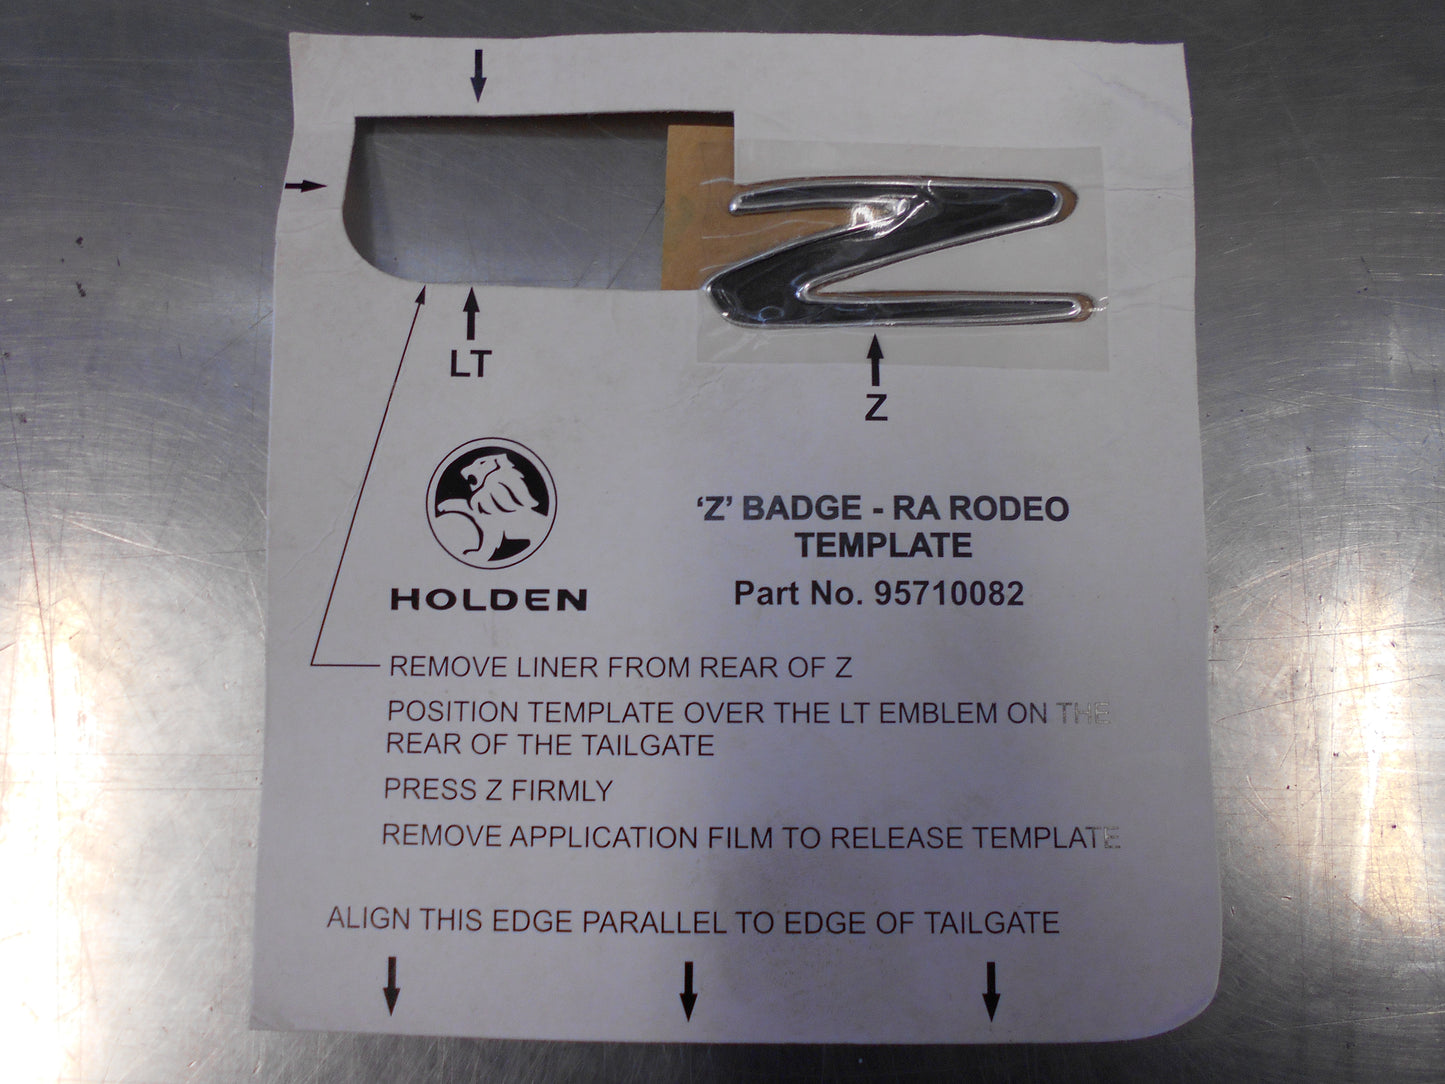 LT
Z
HOLDEN
‘Z’ BADGE - RA RODEO
TEMPLATE
Part No. 95710082
REMOVE LINER FROM REAR OF Z
POSITION TEMPLATE OVER THE LT EMBLEM ON THE
REAR OF THE TAILGATE
PRESS Z FIRMLY
REMOVE APPLICATION FILM TO RELEASE TEMPLATE
ALIGN THIS EDGE PARALLEL TO EDGE OF TAILGATE